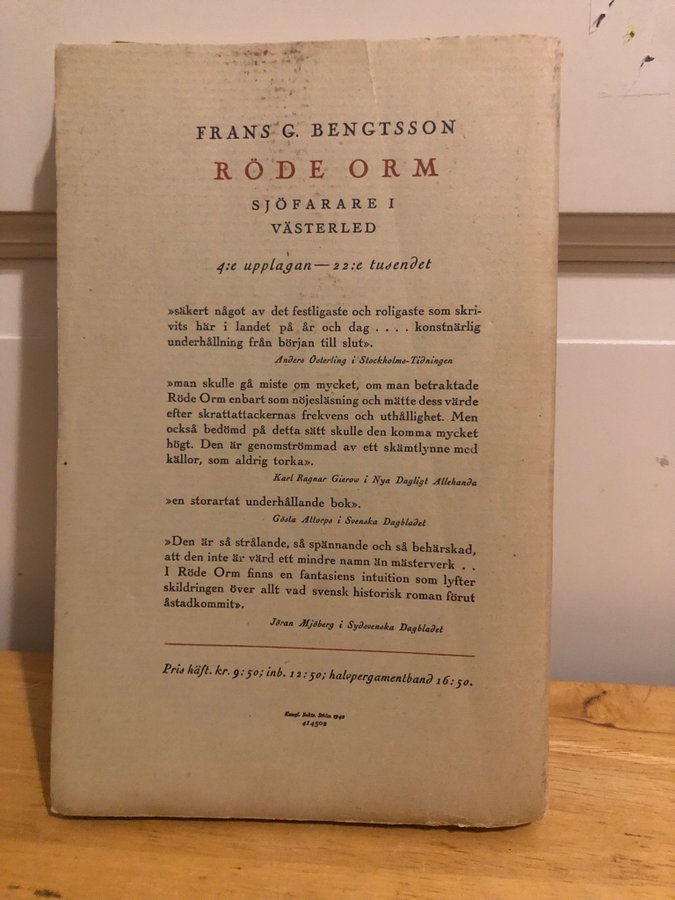 FRANS G. BENGTSSON
RÖDE ORM
SJÖFARARE I
VÄSTERLED
4:e upplagan—22:e tusendet
»säkert något av det festligaste och roligaste som skri-
vits här i landet på år och dag .... konstnärlig
underhållning från början till slut».
Anders Österling i Stockholms-Tidningen
»man skulle gå miste om mycket, om man betraktade
Röde Orm enbart som nöjesläsning och mätte dess värde
efter skrattattackernas frekvens och uthållighet. Men
också bedömd på detta sätt skulle den komma mycket
högt. Den är genomströmmad av ett skämtlynne med
källor, som aldrig torka».
Karl Ragnar Gierow i Nya Dagligt Allehanda
»en storartat underhållande bok».
Gösta Attorps i Svenska Dagbladet
»Den är så strålande, så spännande och så behärskad,
att den inte är värd ett mindre namn än mästerverk . .
I Röde Orm finns en fantasiens intuition som lyfter
skildringen över allt vad svensk historisk roman förut
åstadkommit».
Jöran Mjöberg i Sydsvenska Dagbladet
Pris häft. kr. 9:50; inb. 12:50; halvpergamentband 16:50.
Kungl. Boktr. Sthlm 1942
414502